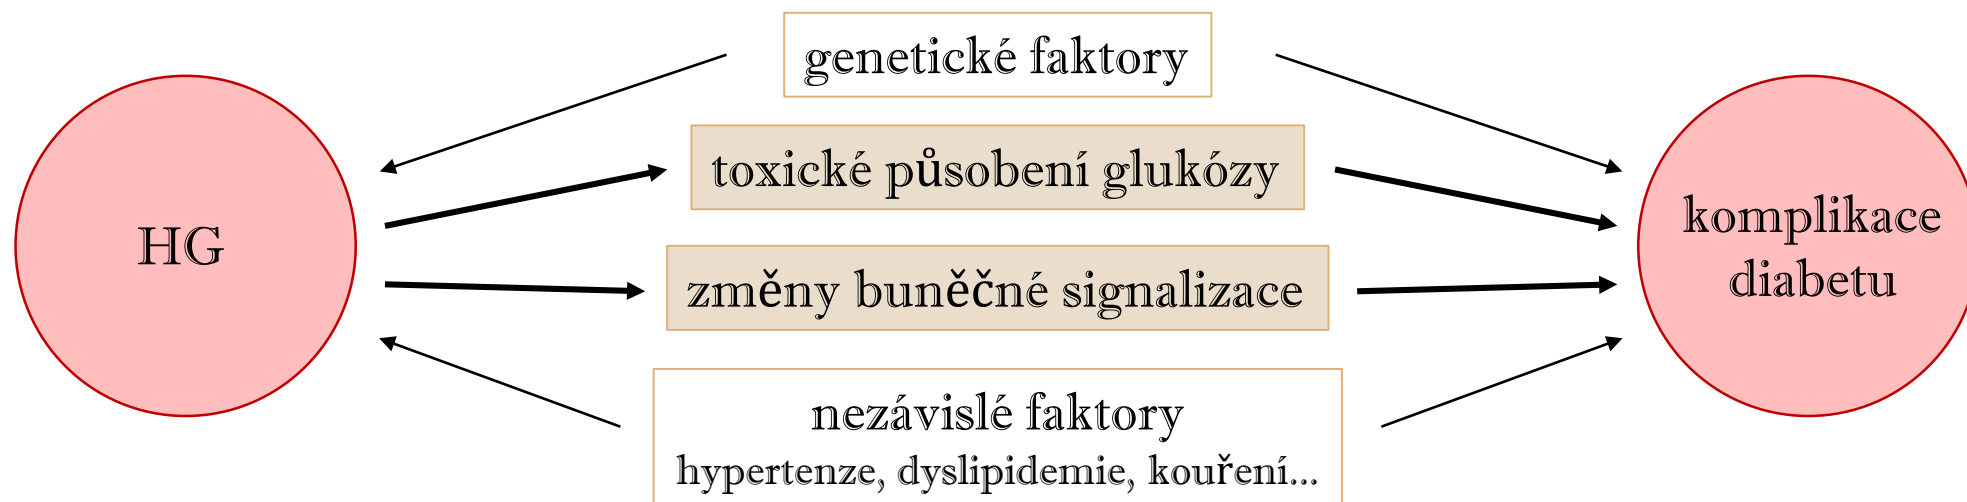 genetické faktory
toxické působení glukózy
HG
změny buněčné signalizace
komplikace
diabetu
nezávislé faktory
hypertenze, dyslipidemie, kouření...